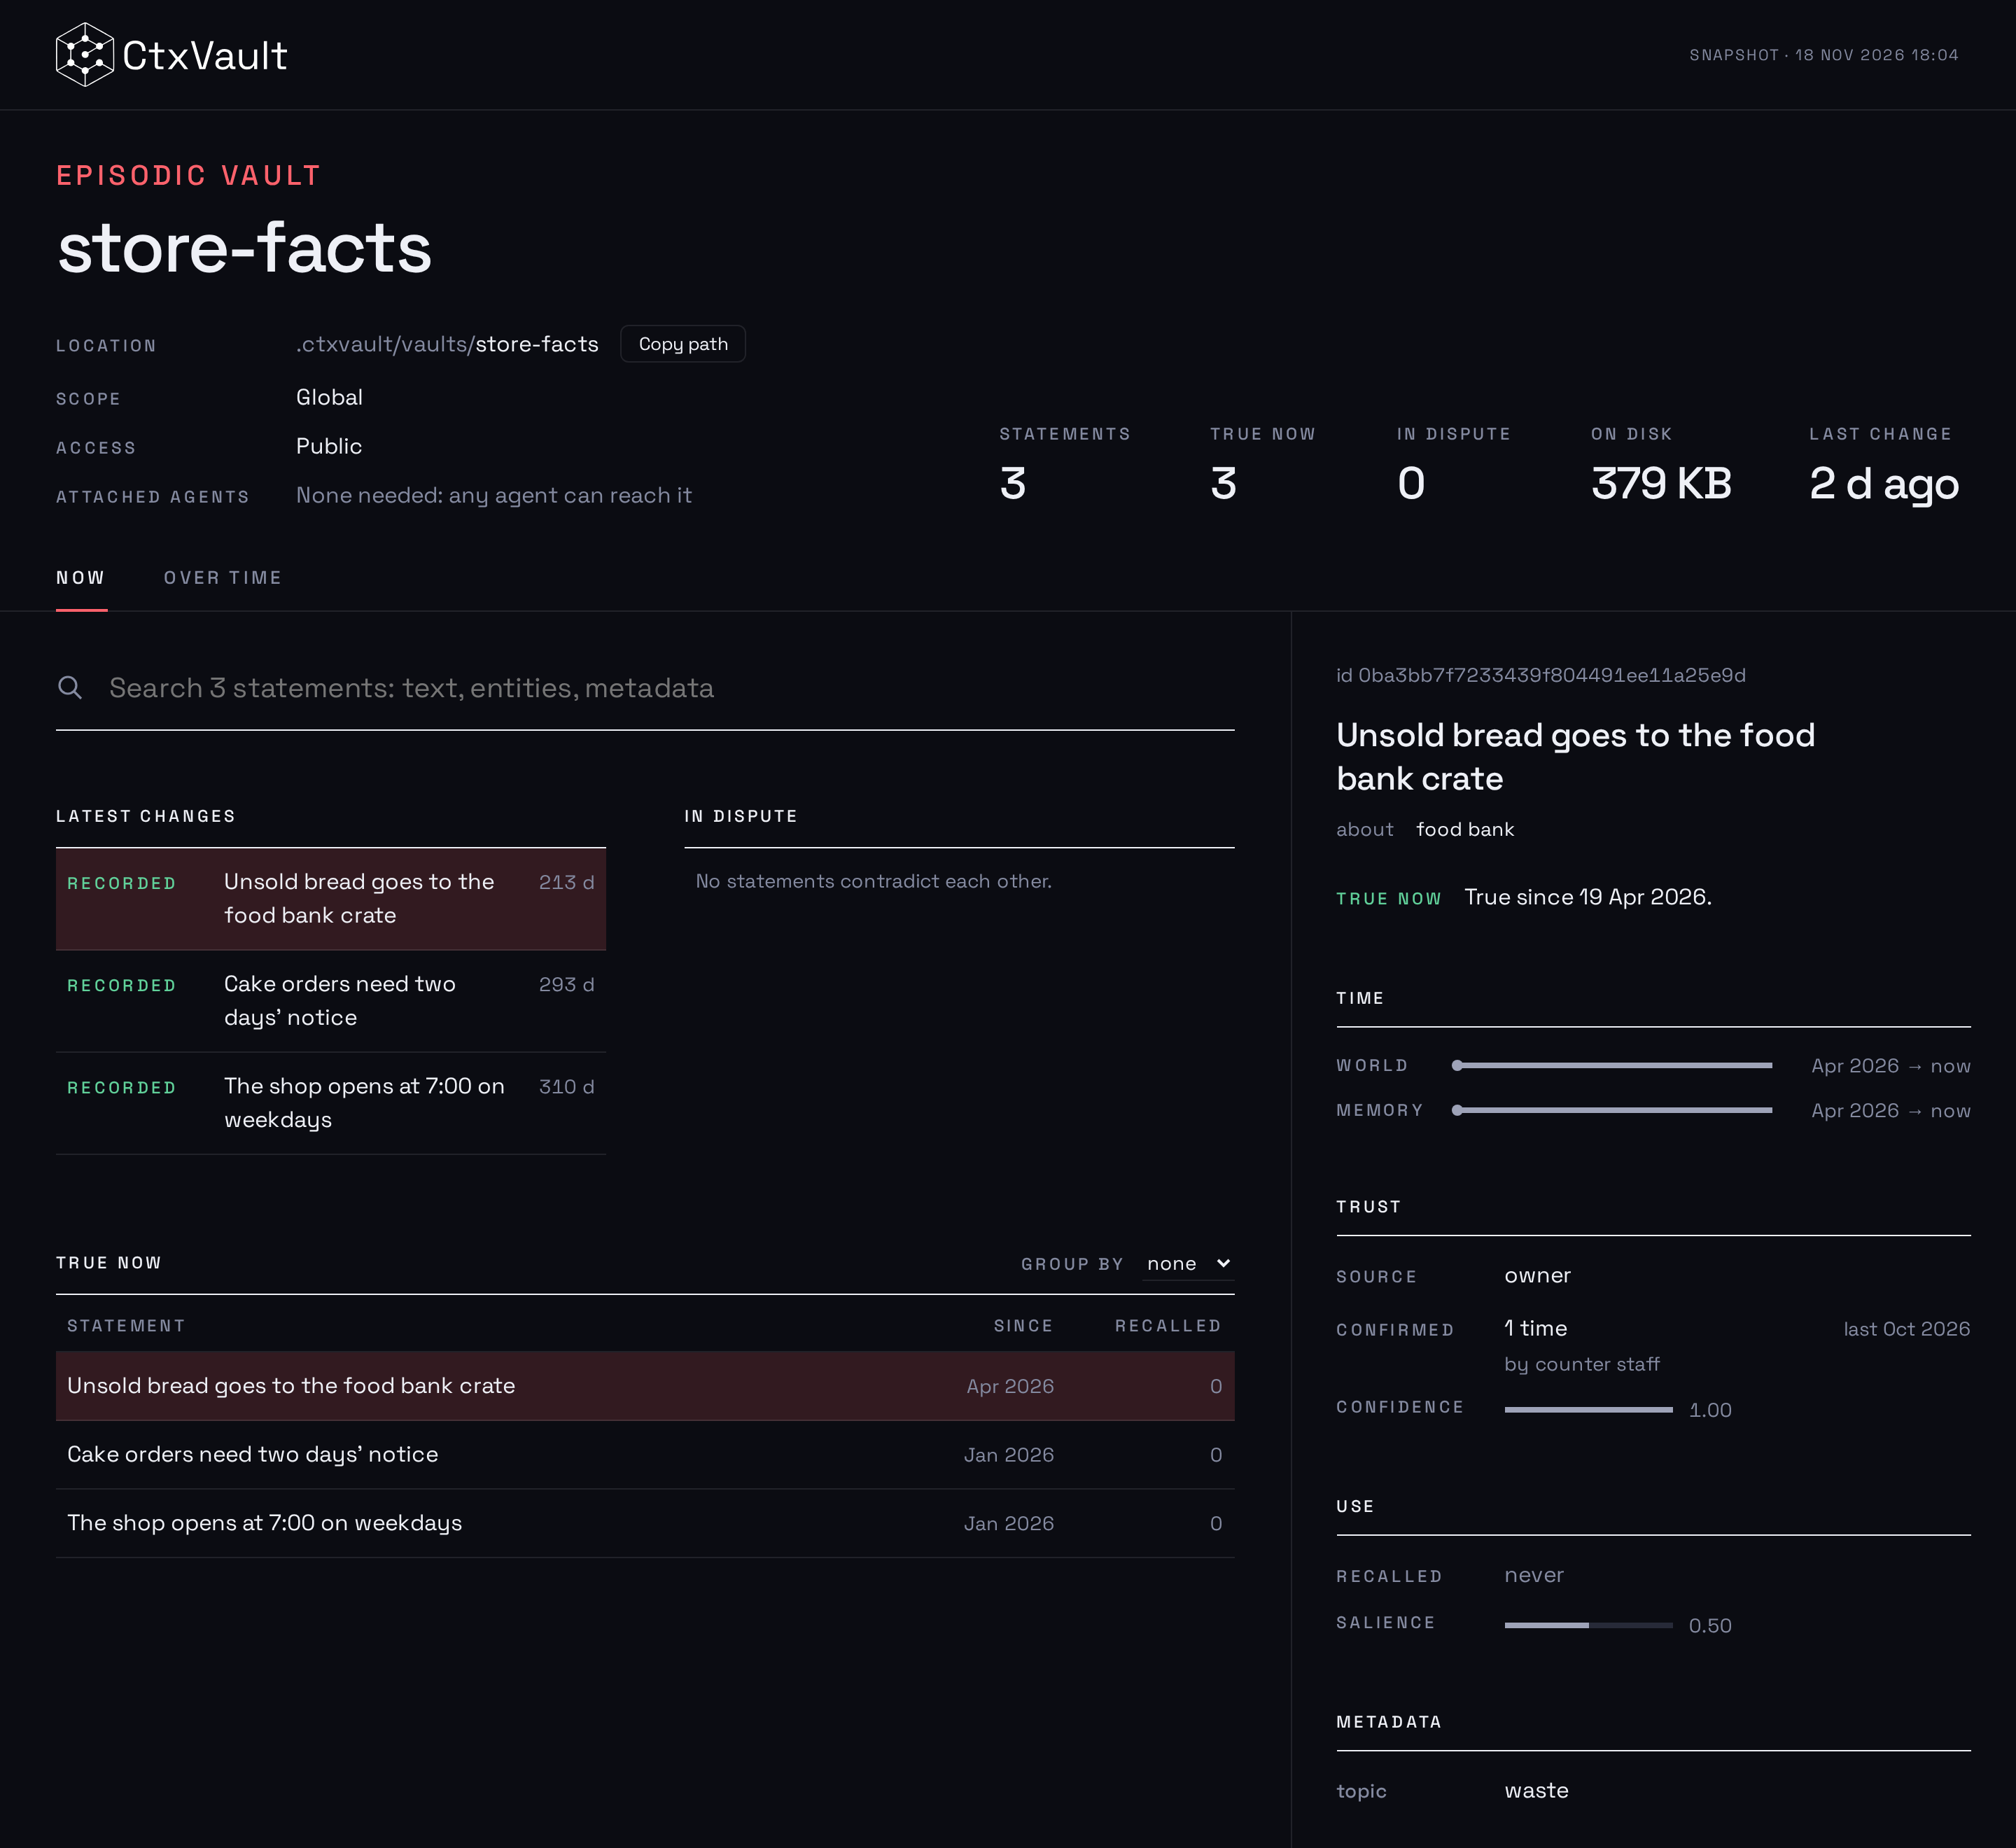 CtxVault
SNAPSHOT · 18 NOV 2026 18:04
EPISODIC VAULT
store-facts
LOCATION .ctxvault/vaults/store-facts Copy path
SCOPE Global
ACCESS Public
ATTACHED AGENTS None needed: any agent can reach it
STATEMENTS TRUE NOW IN DISPUTE ON DISK LAST CHANGE
3 3 0 379 KB 2 d ago
NOW OVER TIME
Search 3 statements: text, entities, metadata
LATEST CHANGES
RECORDED Unsold bread goes to the 213 d
food bank crate
RECORDED Cake orders need two 293 d
days’ notice
RECORDED The shop opens at 7:00 on 310 d
weekdays
IN DISPUTE
No statements contradict each other.
TRUE NOW GROUP BY none
STATEMENT SINCE RECALLED
Unsold bread goes to the food bank crate Apr 2026 0
Cake orders need two days’ notice Jan 2026 0
The shop opens at 7:00 on weekdays Jan 2026 0
id 0ba3bb7f7233439f804491ee11a25e9d
Unsold bread goes to the food
bank crate
about food bank
TRUE NOW True since 19 Apr 2026.
TIME
WORLD Apr 2026 → now
MEMORY Apr 2026 → now
TRUST
SOURCE owner
CONFIRMED 1 time last Oct 2026
by counter staff
CONFIDENCE 1.00
USE
RECALLED never
SALIENCE 0.50
METADATA
topic waste